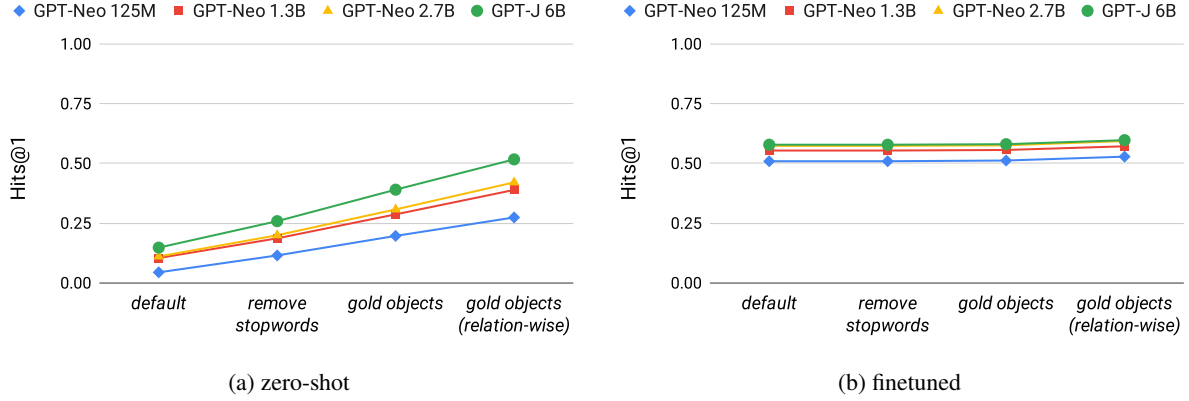 GPT-Neo 125M GPT-Neo 1.3B GPT-Neo 2.7B GPT-J 6B
Hits@1
1.00
0.75
0.50
0.25
0.00
default remove stopwords gold objects gold objects (relation-wise)
(a) zero-shot
GPT-Neo 125M GPT-Neo 1.3B GPT-Neo 2.7B GPT-J 6B
Hits@1
1.00
0.75
0.50
0.25
0.00
default remove stopwords gold objects gold objects (relation-wise)
(b) finetuned